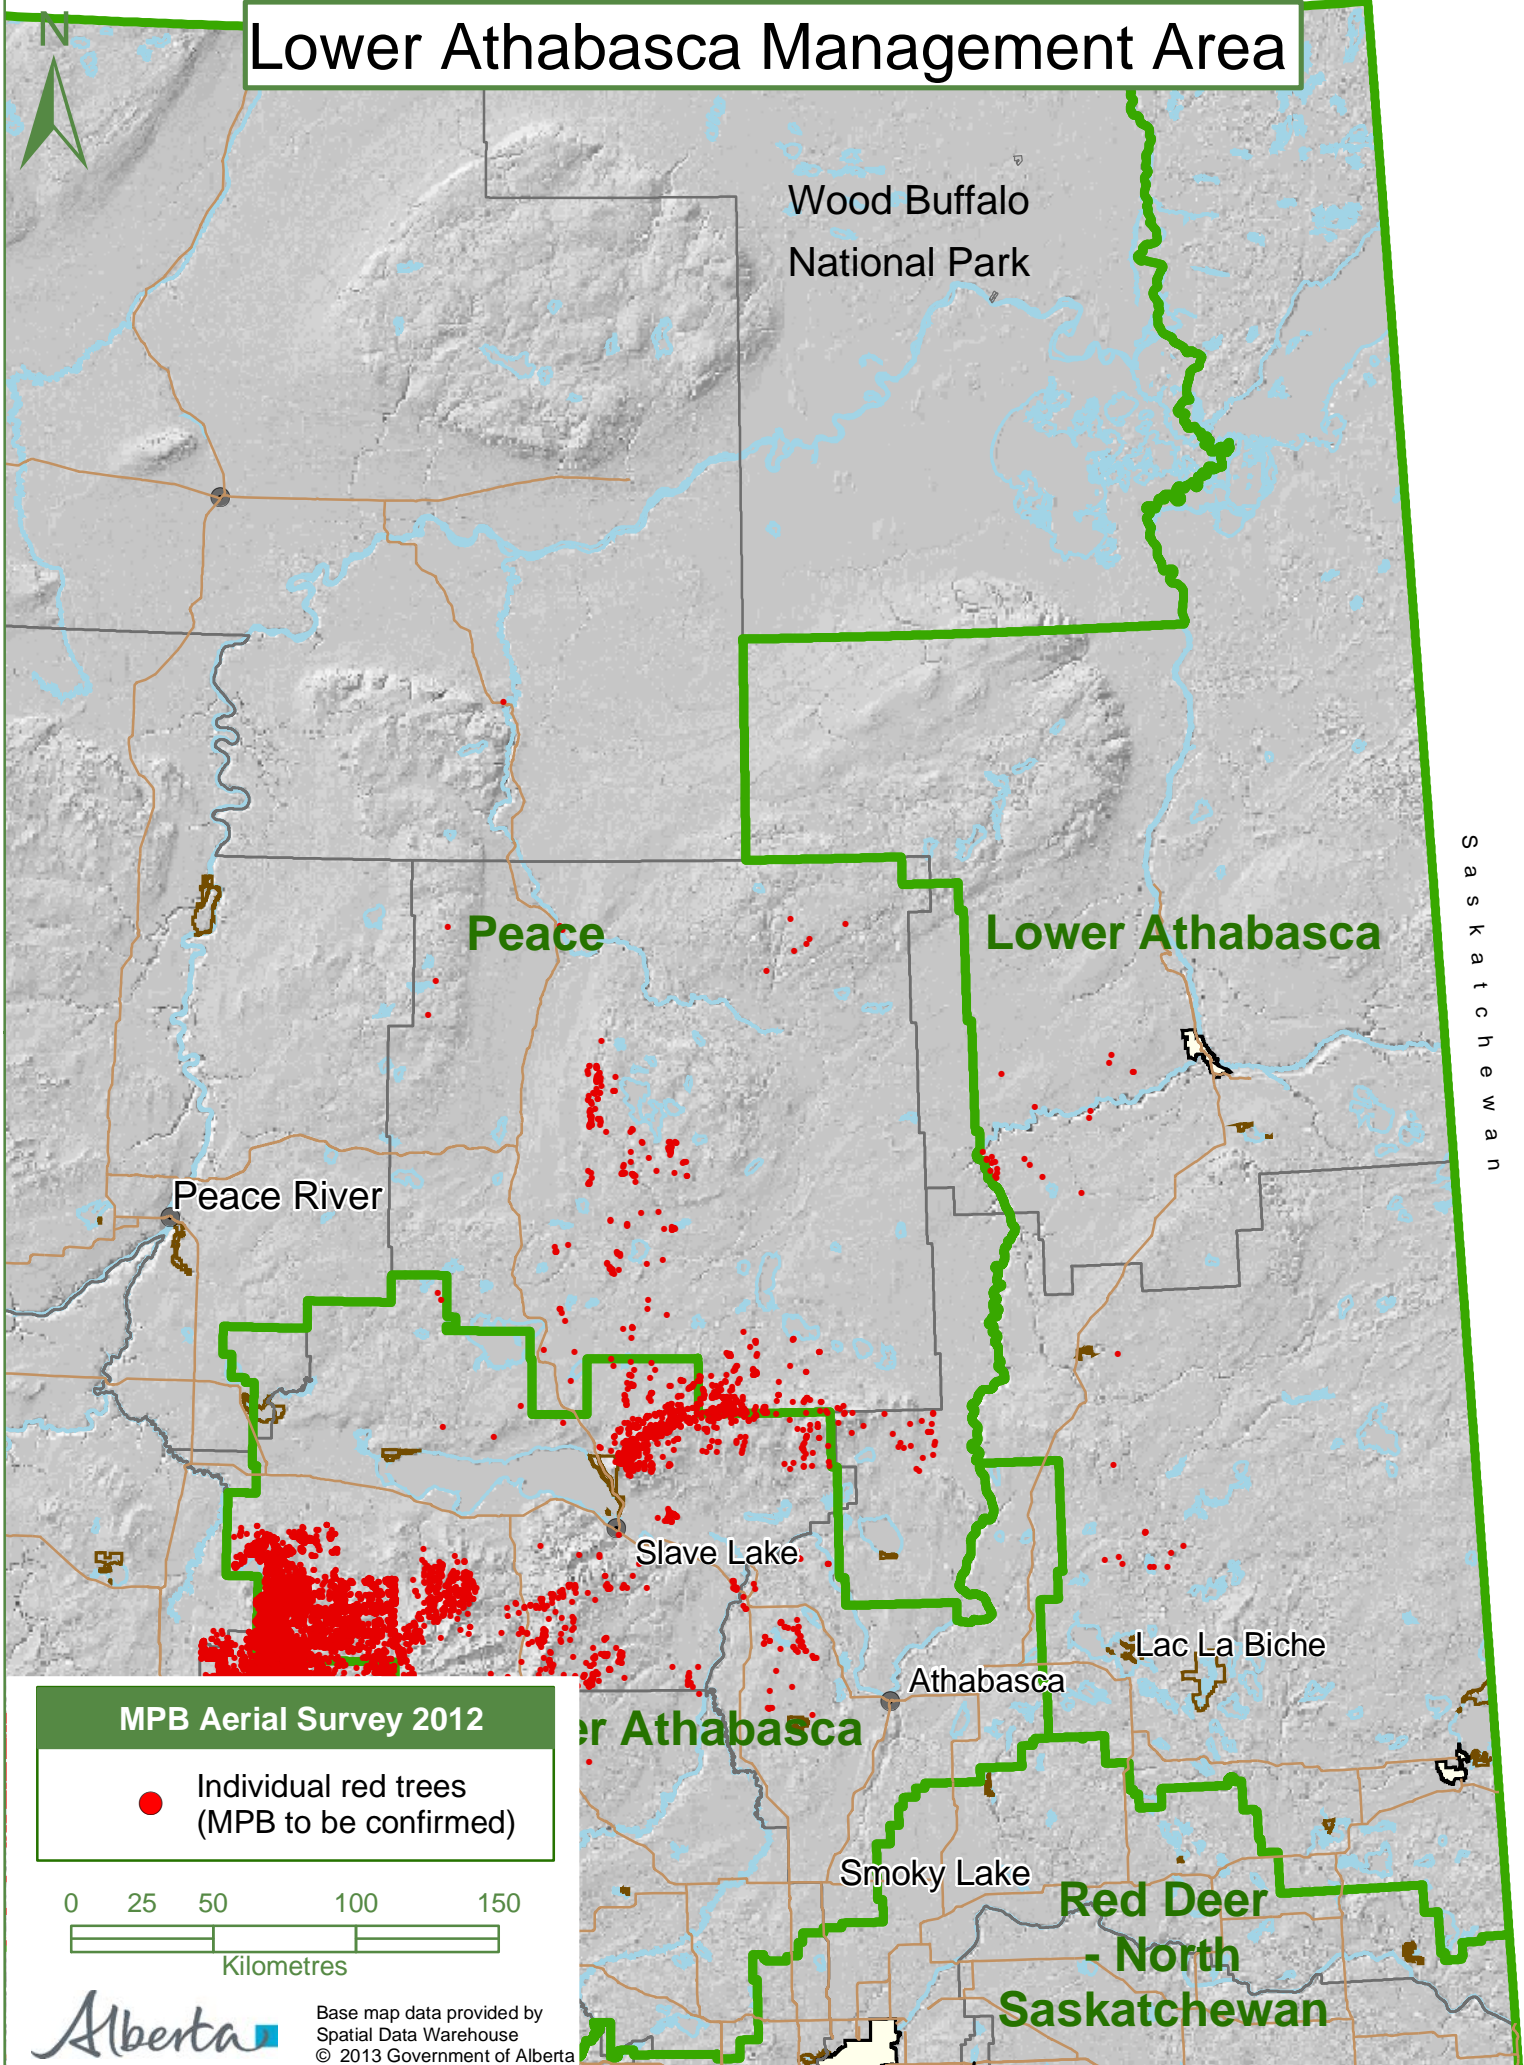 Lower Athabasca Management Area
N
Wood Buffalo
National Park
Peace
Lower Athabasca
Saskatchewan
Peace River
Slave Lake
Lac La Biche
Athabasca
er Athabasca
Smoky Lake
Red Deer
- North
Saskatchewan
MPB Aerial Survey 2012
Individual red trees
(MPB to be confirmed)
0 25 50 100 150
Kilometres
Alberta
Base map data provided by
Spatial Data Warehouse
© 2013 Government of Alberta